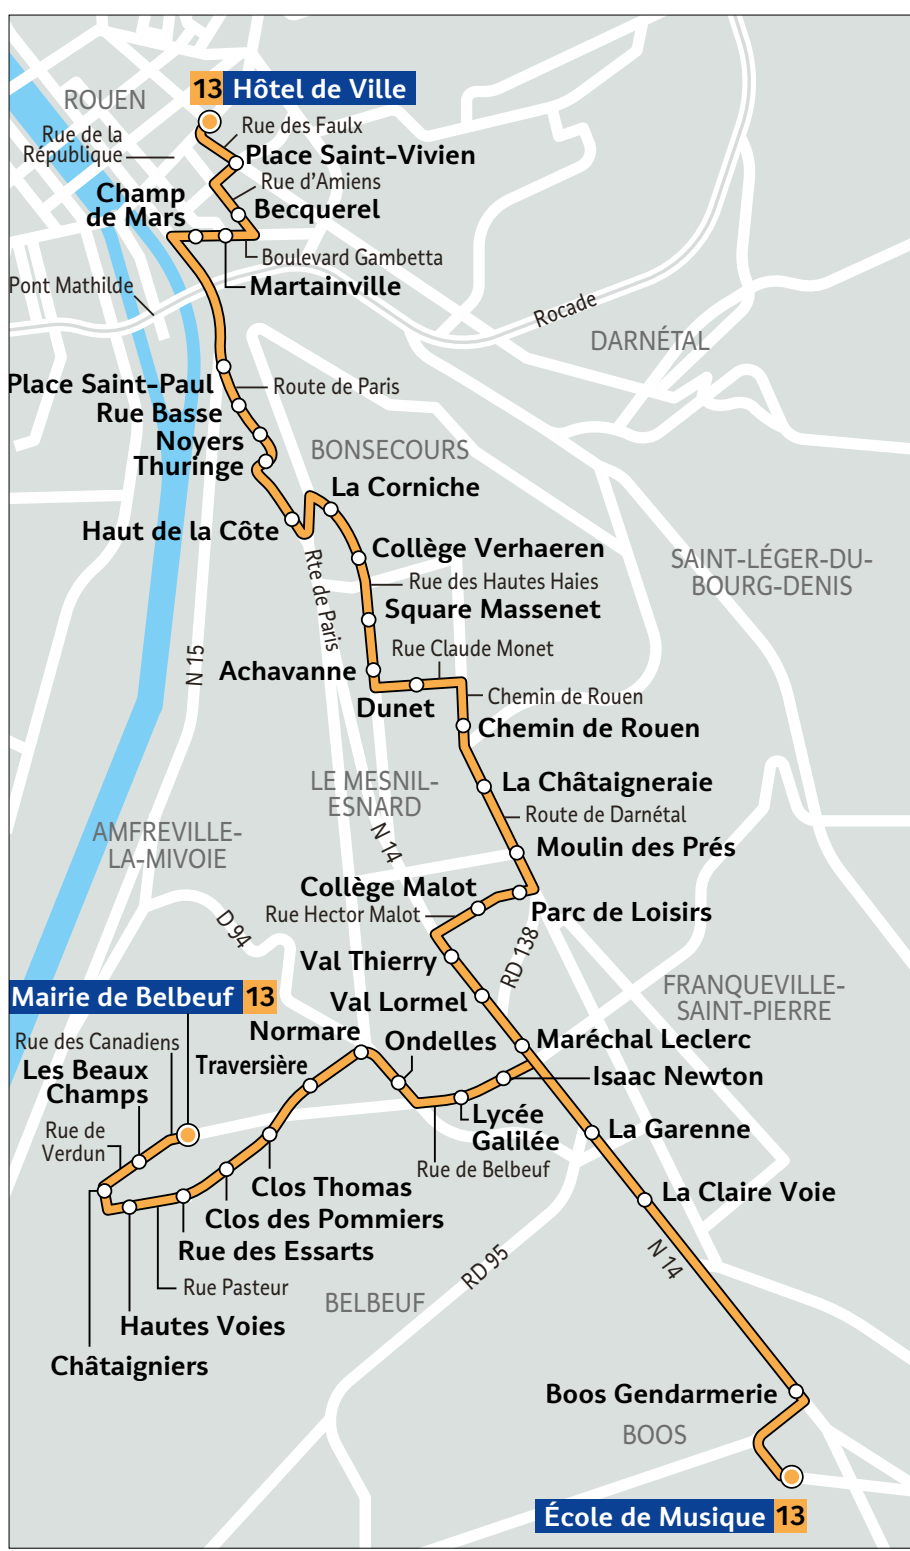 13 Hôtel de Ville
ROUEN
Rue des Faulx
Rue de la
République
Place Saint-Vivien
Rue d'Amiens
Champ
de Mars
Becquerel
Boulevard Gambetta
Pont Mathilde
Martainville
Rocade
DARNÉTAL
Place Saint-Paul
Route de Paris
Rue Basse
Noyers
BONSECOURS
Thuringe
La Corniche
Haut de la Côte
Collège Verhaeren
SAINT-LÉGER-DU-
BOURG-DENIS
Rte de Paris
Rue des Hautes Haies
Square Massenet
N 15
Rue Claude Monet
Achavanne
Chemin de Rouen
Dunet
Chemin de Rouen
LE MESNIL-
ESNARD
La Châtaigneraie
Route de Darnétal
AMFREVILLE-
LA-MIVOIE
N 14
Moulin des Prés
Collège Malot
Rue Hector Malot
Parc de Loisirs
D 94
RD 138
Val Thierry
FRANQUEVILLE-
SAINT-PIERRE
Mairie de Belbeuf 13
Val Lormel
Normare
Rue des Canadiens
Ondelles
Maréchal Leclerc
Les Beaux
Champs
Traversière
Isaac Newton
Lycée
Galilée
La Garenne
Rue de
Verdun
Rue de Belbeuf
Clos Thomas
La Claire Voie
Clos des Pommiers
Rue des Essarts
RD 95
N 14
Rue Pasteur
BELBEUF
Hautes Voies
Châtaigniers
Boos Gendarmerie
BOOS
École de Musique 13